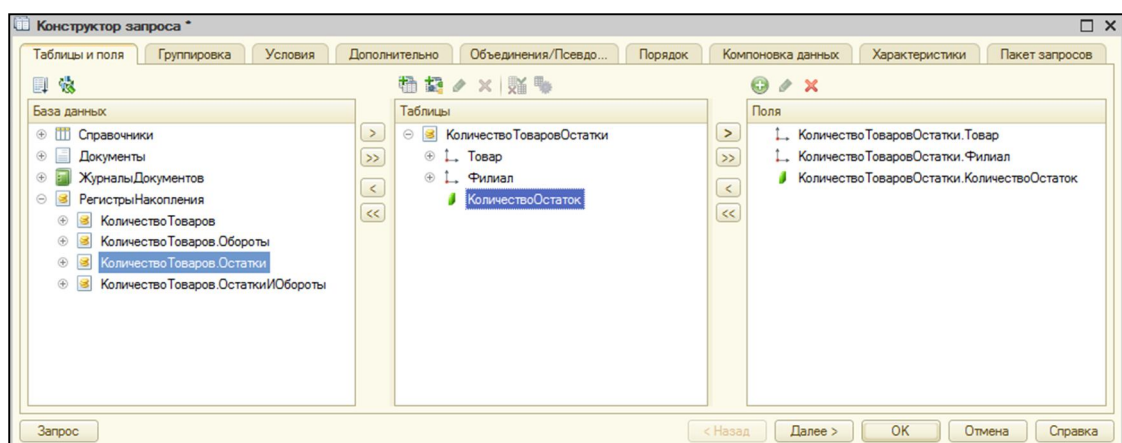 Конструктор запроса *
Таблицы и поля Группировка Условия Дополнительно Объединения/Псевдо... Порядок Компоновка данных Характеристики Пакет запросов
База данных
Справочники
Документы
ЖурналыДокументов
РегистрыНакопления
КоличествоТоваров
КоличествоТоваров.Обороты
КоличествоТоваров.Остатки
КоличествоТоваров.ОстаткиИОбороты
>
>>
<
<<
Таблицы
КоличествоТоваровОстатки
Товар
Филиал
КоличествоОстаток
>
>>
<
<<
Поля
КоличествоТоваровОстатки.Товар
КоличествоТоваровОстатки.Филиал
КоличествоТоваровОстатки.КоличествоОстаток
Запрос < Назад Далее > ОК Отмена Справка